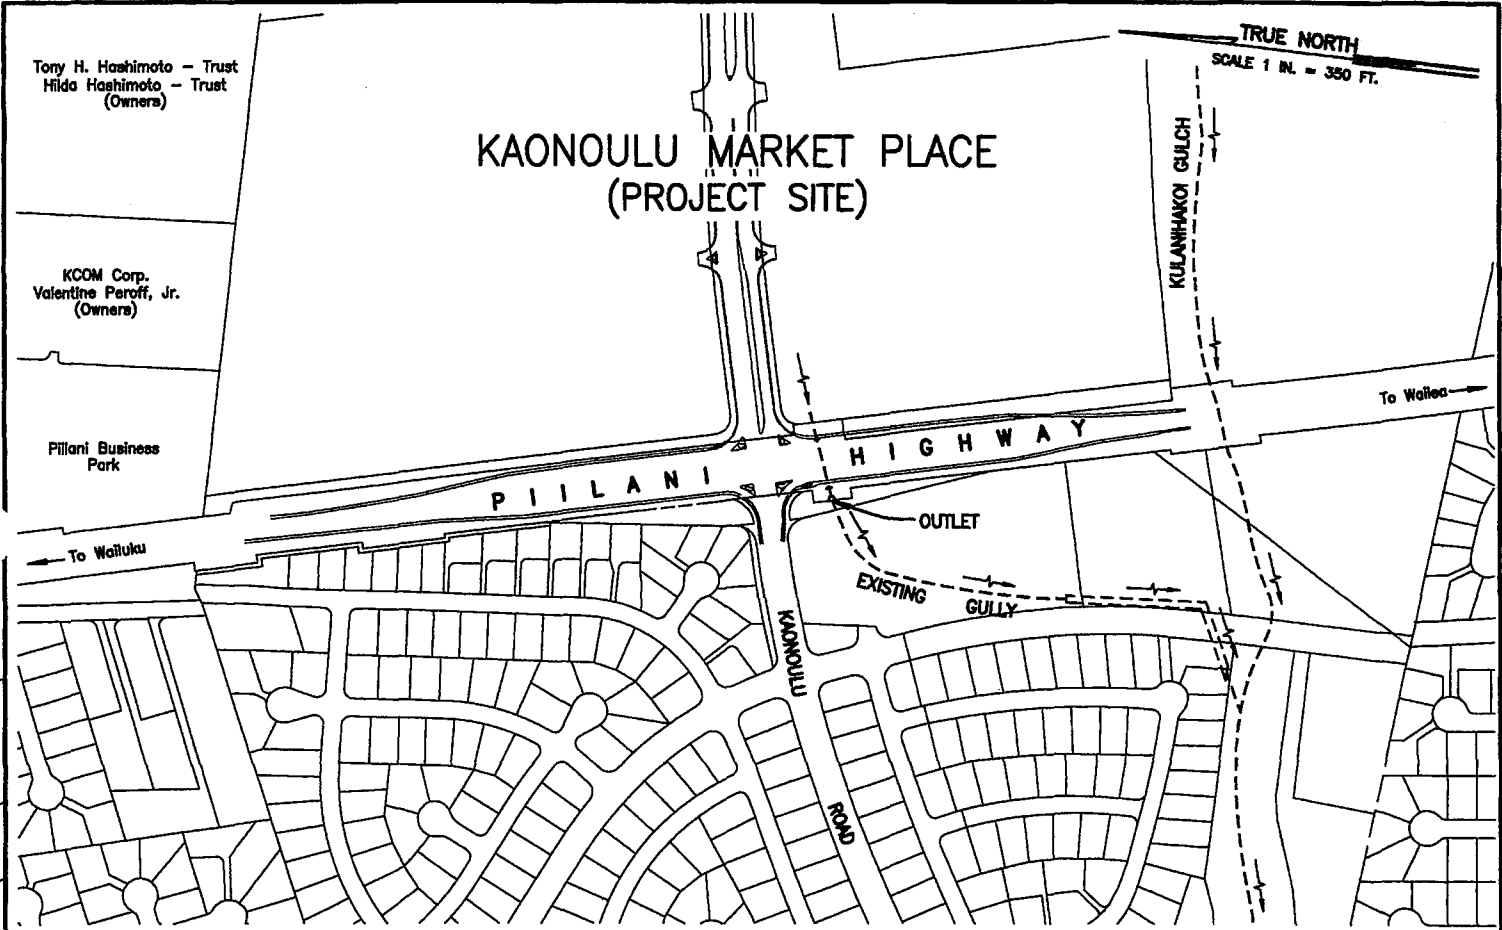 Tony H. Hashimoto - Trust
Hilda Hashimoto - Trust
(Owners)
TRUE NORTH
SCALE 1 IN. = 350 FT.
KAONOULU MARKET PLACE
(PROJECT SITE)
KULANIHAKOI GULCH
KCOM Corp.
Valentine Peroff, Jr.
(Owners)
To Wailea
Piilani Business
Park
PIILANI HIGHWAY
OUTLET
To Wailuku
EXISTING GULLY
KAONOULU ROAD